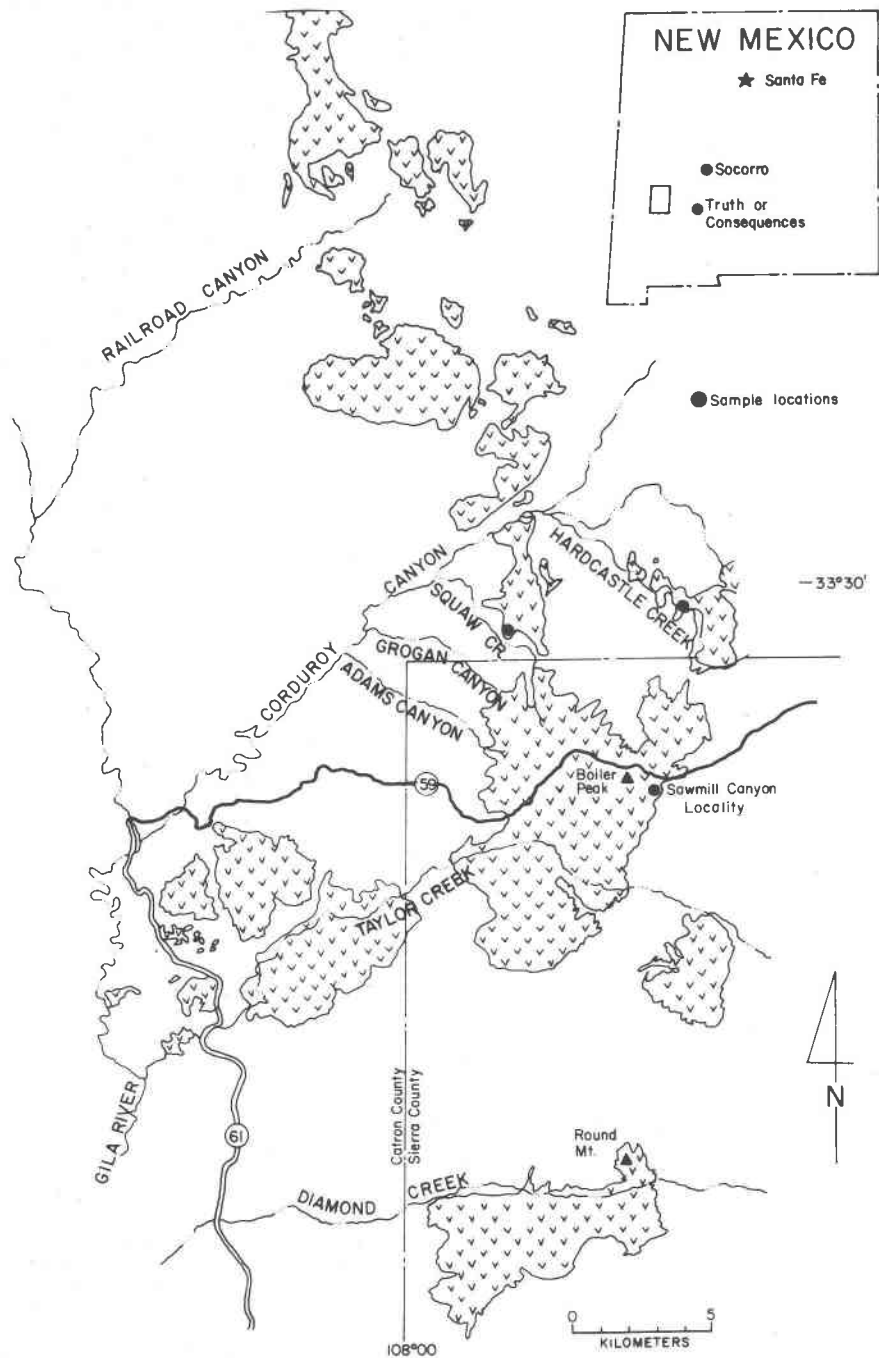 NEW MEXICO
Santa Fe
Socorro
Truth or
Consequences
RAILROAD CANYON
Sample locations
33°30'
HARDCASTLE CREEK
CORDUROY CANYON
SQUAW CR.
GROGAN CANYON
ADAMS CANYON
59
Boiler
Peak
Sawmill Canyon
Locality
TAYLOR CREEK
GILA RIVER
61
Catron County
Sierra County
N
Round
Mt.
DIAMOND CREEK
0 5
KILOMETERS
108°00